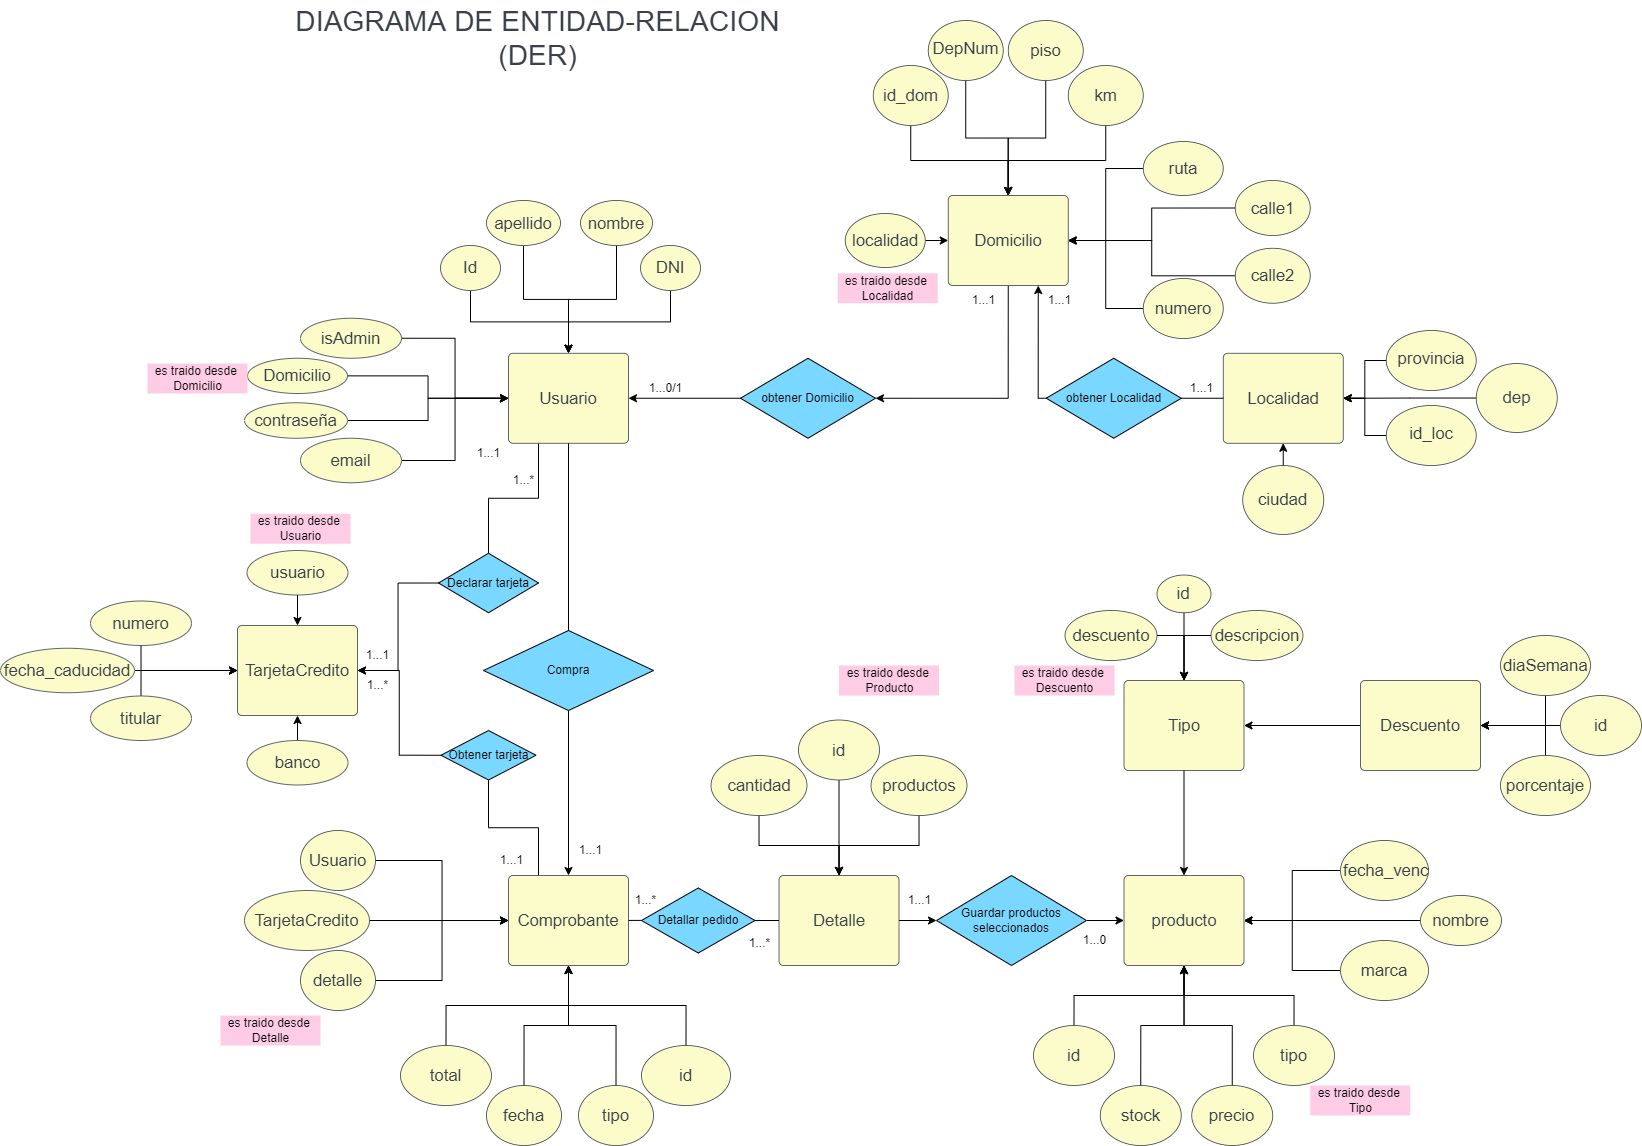 DIAGRAMA DE ENTIDAD-RELACION
(DER)
DepNum
piso
id_dom
km
ruta
calle1
calle2
numero
localidad
Domicilio
es traido desde
Localidad
1...1
1...1
apellido
nombre
Id
DNI
isAdmin
Domicilio
es traido desde
Domicilio
contraseña
email
Usuario
1...0/1
obtener Domicilio
obtener Localidad
1...1
Localidad
provincia
dep
id_loc
ciudad
1...1
1...*
es traido desde
Usuario
usuario
numero
fecha_caducidad
titular
TarjetaCredito
banco
Declarar tarjeta
1...1
1...*
Compra
Obtener tarjeta
es traido desde
Producto
es traido desde
Descuento
id
descuento
descripcion
Tipo
Descuento
diaSemana
id
porcentaje
cantidad
id
productos
1...1
1...1
Usuario
TarjetaCredito
detalle
es traido desde
Detalle
Comprobante
1...*
Detallar pedido
1...*
Detalle
1...1
Guardar productos
seleccionados
1...0
producto
fecha_venc
nombre
marca
total
fecha
tipo
id
id
stock
precio
tipo
es traido desde
Tipo